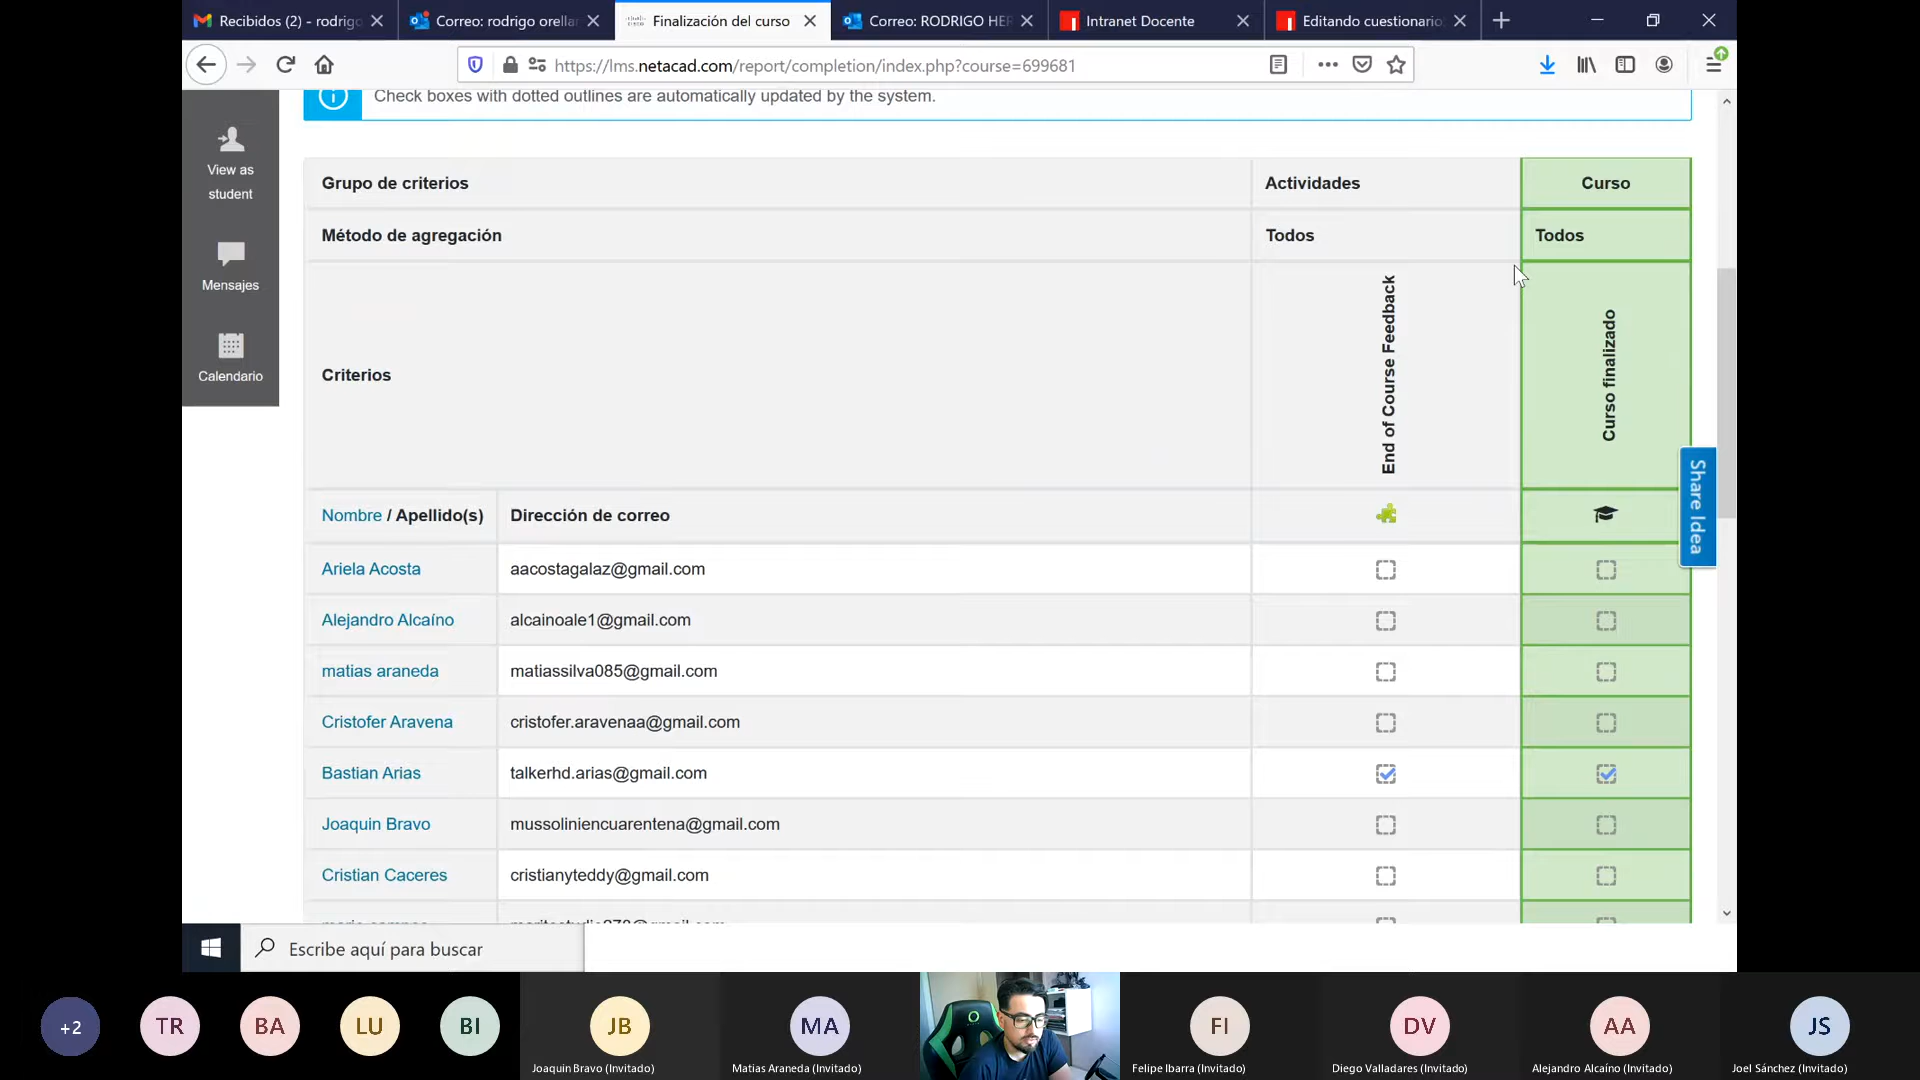 Recibidos (2) - rodrigo
Correo: rodrigo orellan
Finalización del curso
Correo: RODRIGO HER
Intranet Docente
Editando cuestionario
https://lms.netacad.com/report/completion/index.php?course=699681
Check boxes with dotted outlines are automatically updated by the system.
View as
student
Mensajes
Calendario
Grupo de criterios
Actividades
Curso
Método de agregación
Todos
Todos
Criterios
End of Course Feedback
Curso finalizado
Share Idea
Nombre / Apellido(s)
Dirección de correo
Ariela Acosta
aacostagalaz@gmail.com
Alejandro Alcaíno
alcainoale1@gmail.com
matias araneda
matiassilva085@gmail.com
Cristofer Aravena
cristofer.aravenaa@gmail.com
Bastian Arias
talkerhd.arias@gmail.com
Joaquin Bravo
mussoliniencuarentena@gmail.com
Cristian Caceres
cristianyteddy@gmail.com
Escribe aquí para buscar
+2
TR
BA
LU
BI
JB
Joaquin Bravo (Invitado)
MA
Matias Araneda (Invitado)
FI
Felipe Ibarra (Invitado)
DV
Diego Valladares (Invitado)
AA
Alejandro Alcaíno (Invitado)
JS
Joel Sánchez (Invitado)